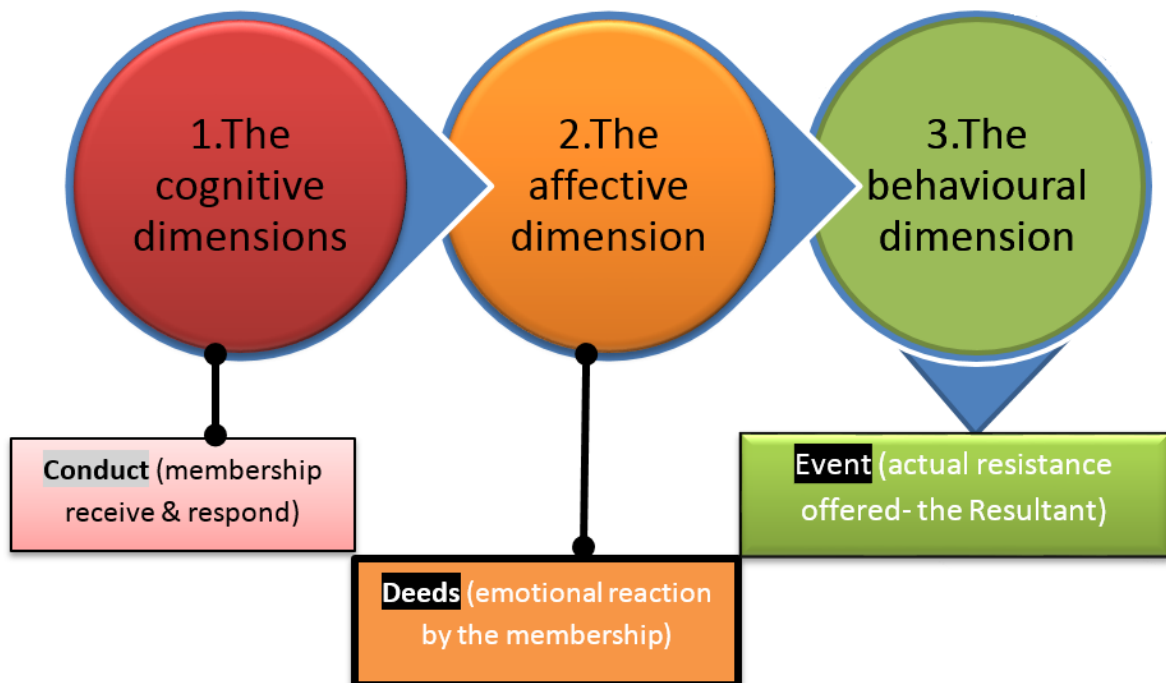 1.The
cognitive
dimensions
2.The
affective
dimension
3.The
behavioural
dimension
Conduct (membership
receive & respond)
Deeds (emotional reaction
by the membership)
Event (actual resistance
offered- the Resultant)